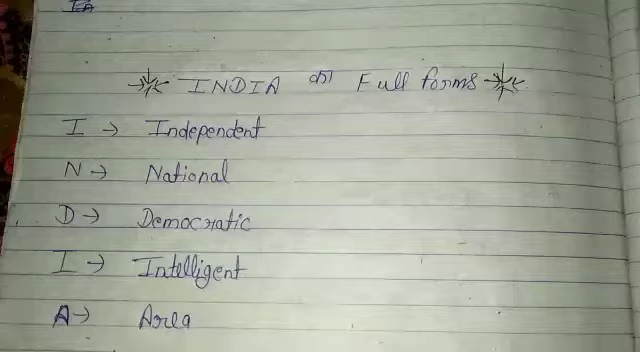 INDIA का Full forms
I → Independent
N → National
D → Democratic
I → Intelligent
A → Area